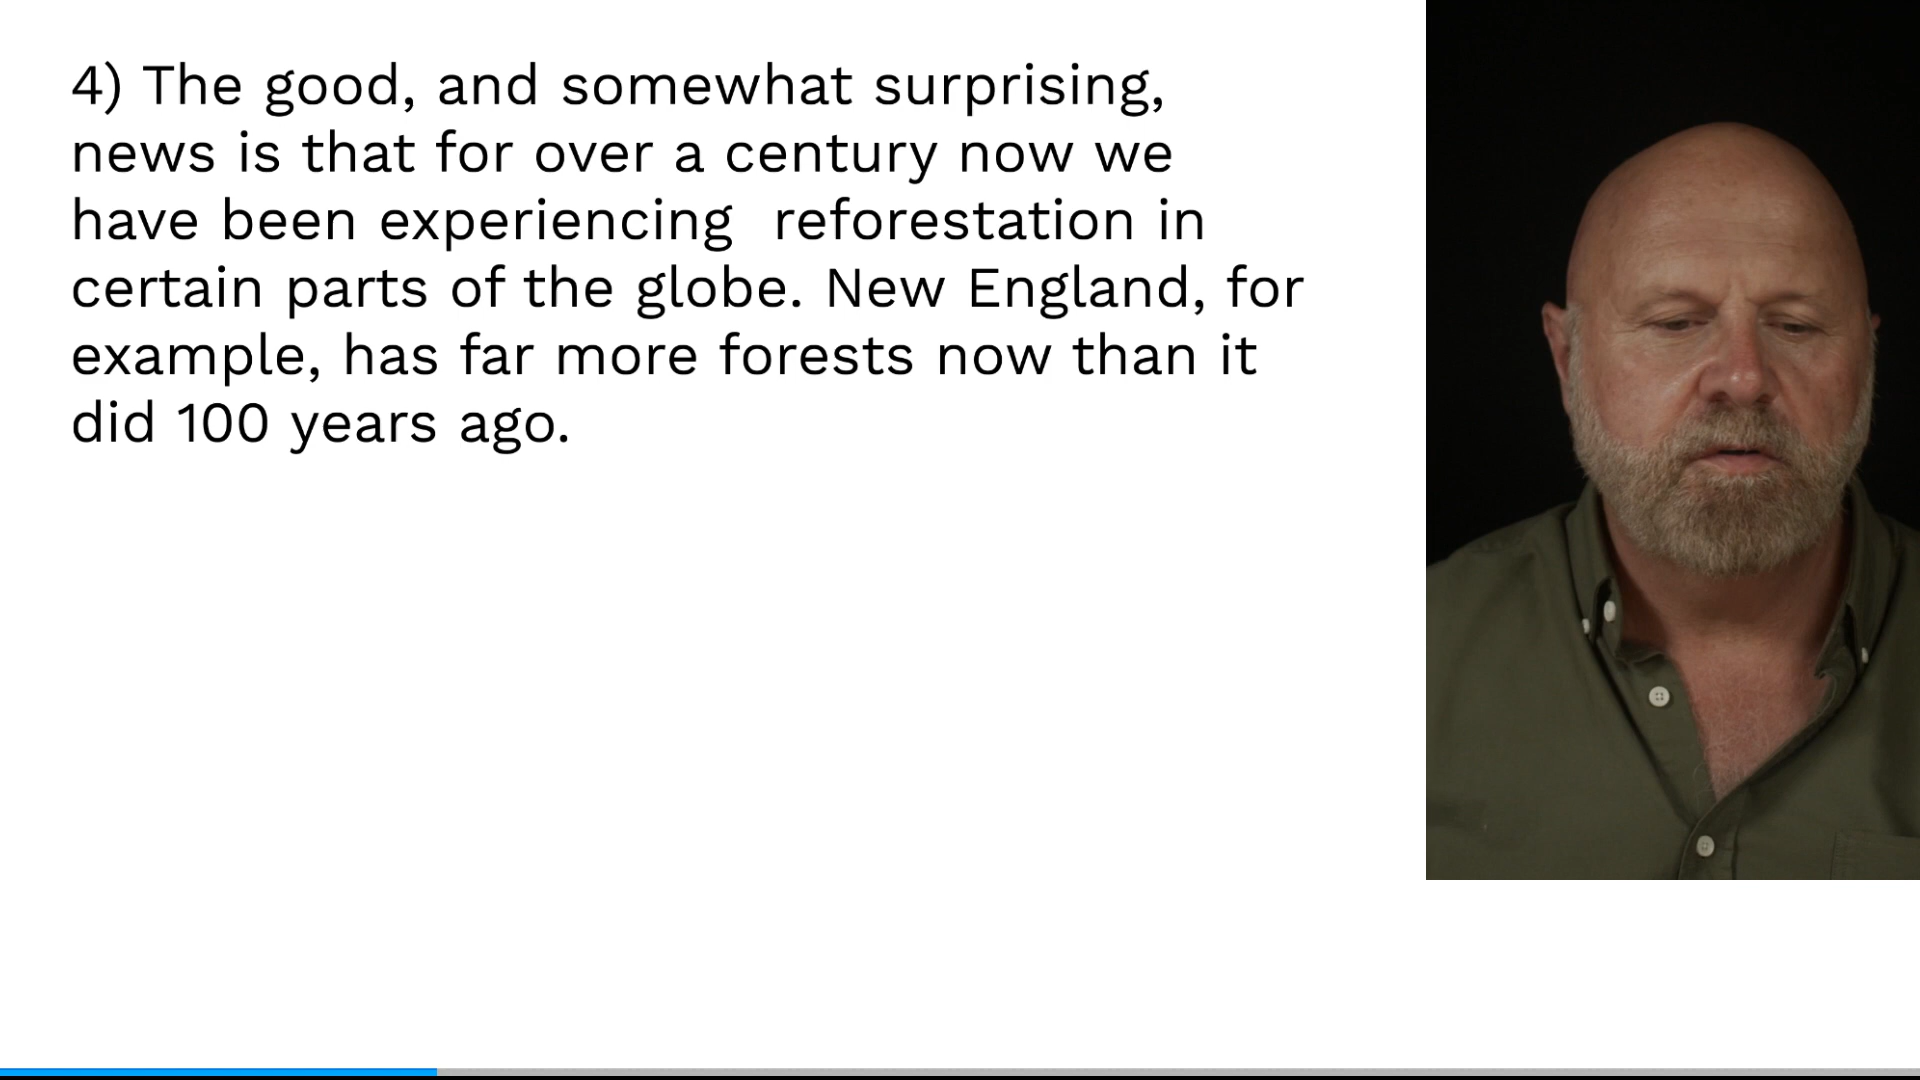 4) The good, and somewhat surprising,
news is that for over a century now we
have been experiencing  reforestation in
certain parts of the globe. New England, for
example, has far more forests now than it
did 100 years ago.